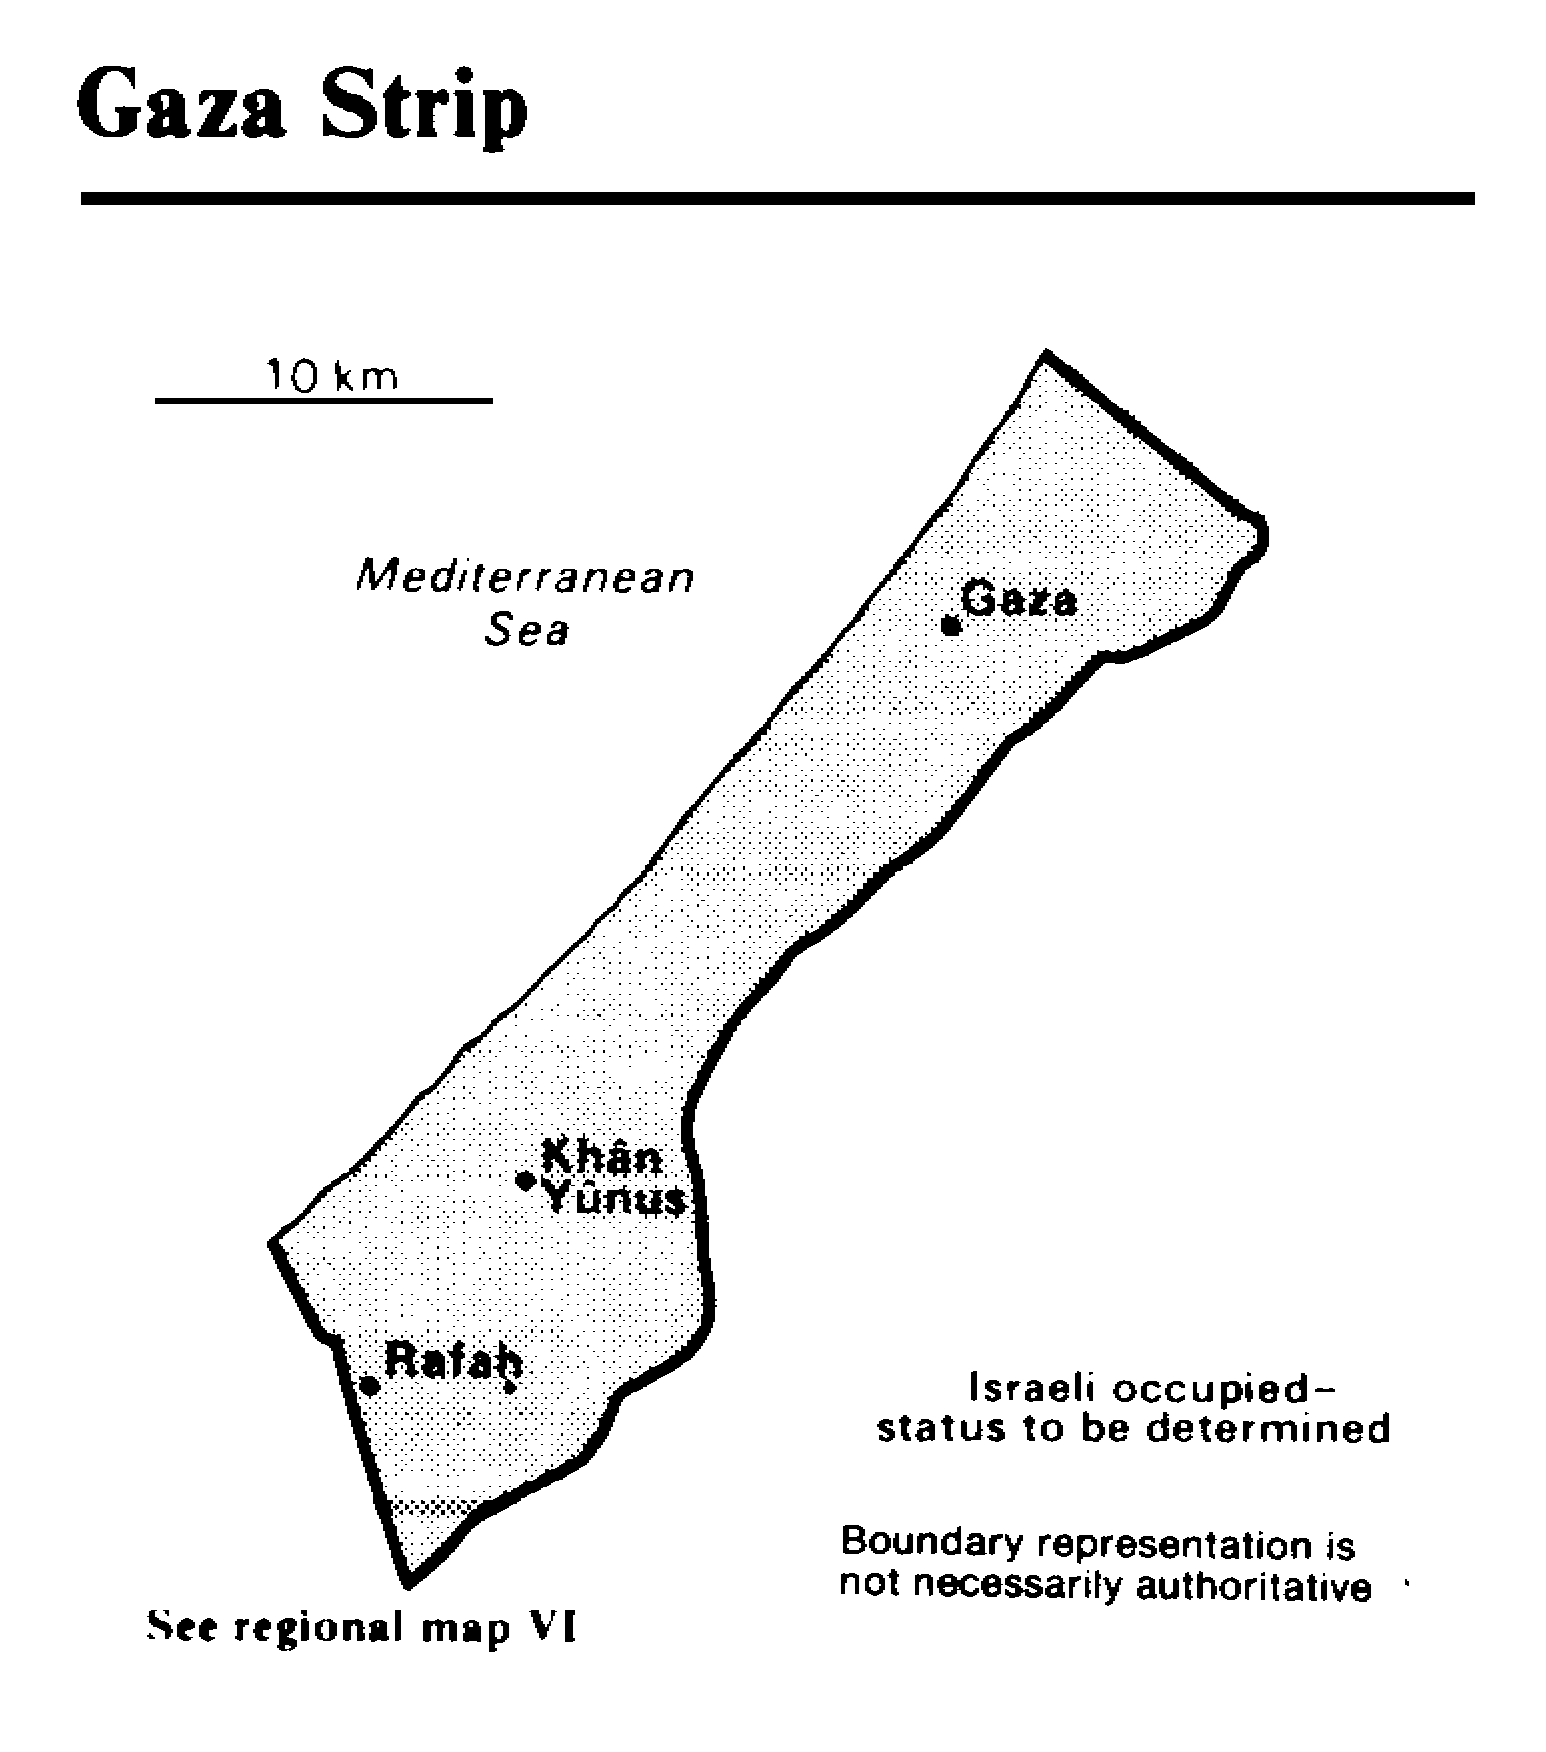 Gaza Strip
10 km
Mediterranean
Sea
Gaza
Khân
Yûnus
Rafaḥ
Israeli occupied–
status to be determined
Boundary representation is
not necessarily authoritative
See regional map VI